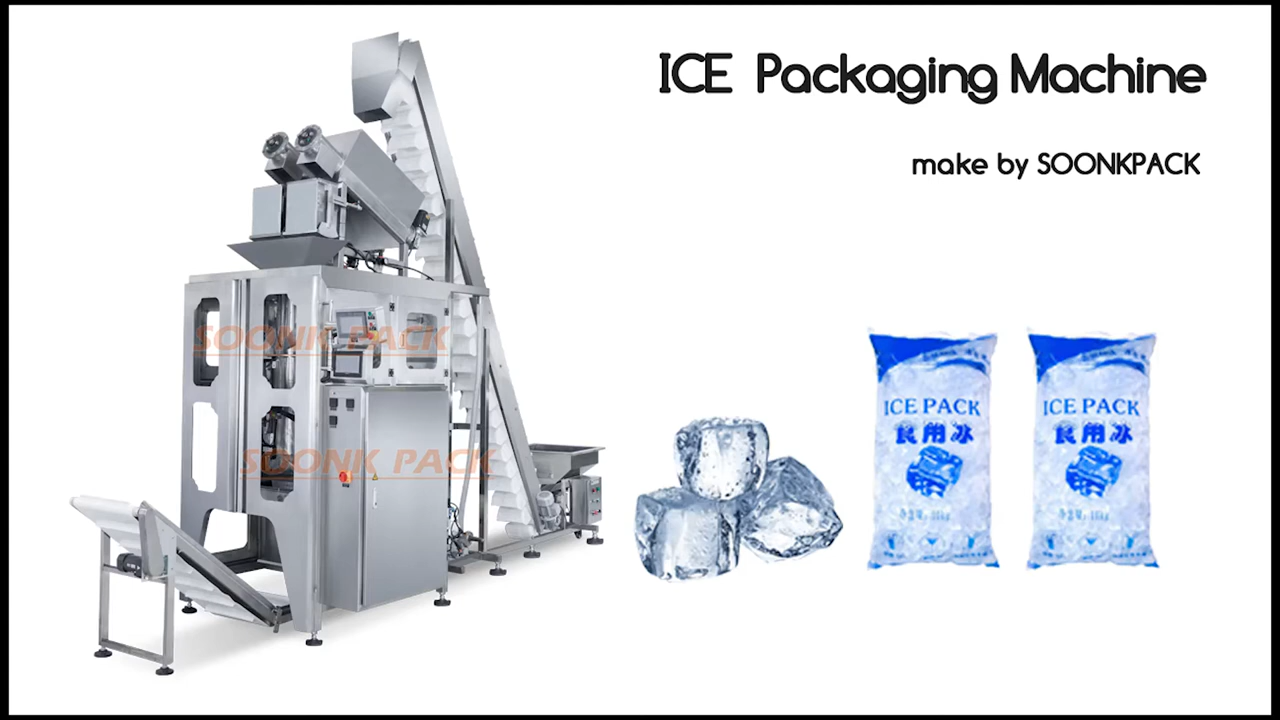 ICE Packaging Machine
make by SOONKPACK
SOONK PACK
SOONK PACK
ICE PACK
食用冰
ICE PACK
食用冰